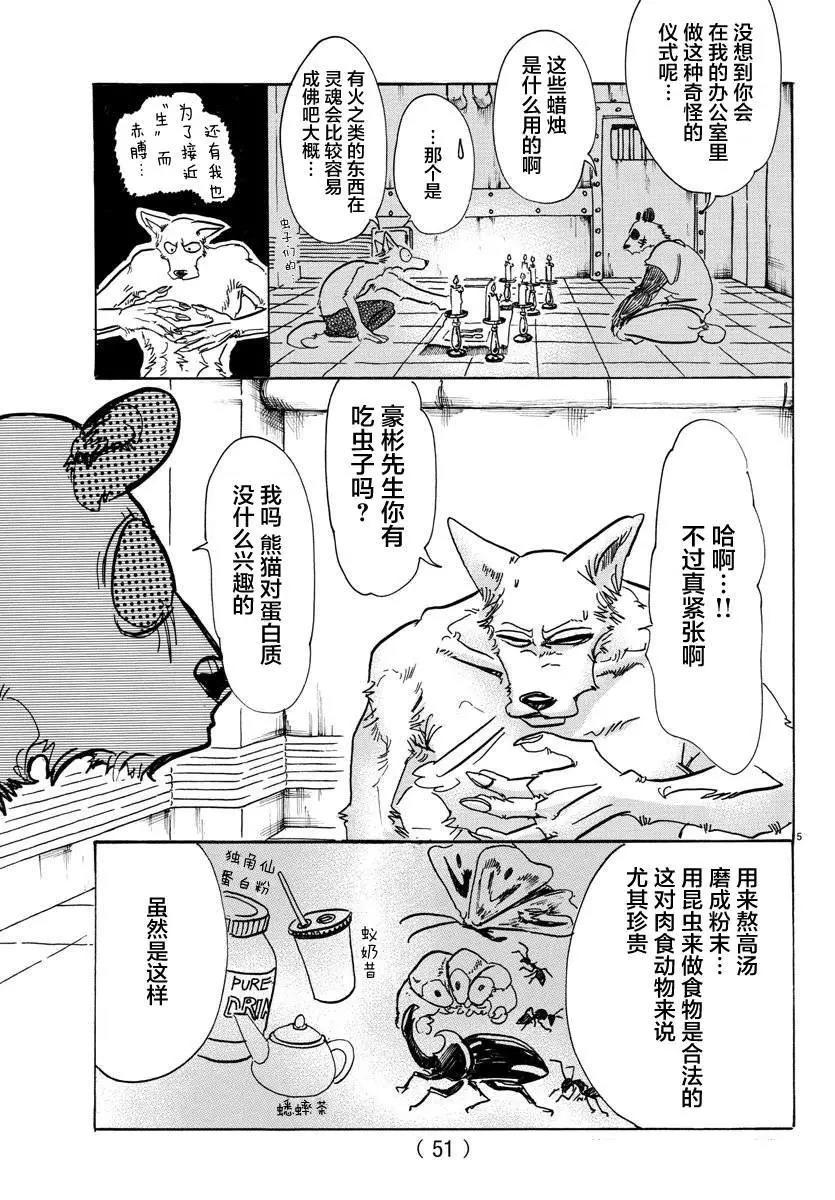 没想到你会
在我的办公室里
做这种奇怪的
仪式呢…
这些蜡烛
是什么用的啊
…那个是
有火之类的东西在
灵魂会比较容易
成佛吧大概…
虫子们的
还有我也
为了接近
“生”而
赤膊…
哈啊…!!
不过真紧张啊
豪彬先生你有
吃虫子吗?
我吗 熊猫对蛋白质
没什么兴趣的
5
用来熬高汤
磨成粉末…
用昆虫来做食物是合法的
这对肉食动物来说
尤其珍贵
独角仙
蛋白粉
蚁奶昔
PURE
DRIN
蟋蟀茶
虽然是这样
(51)